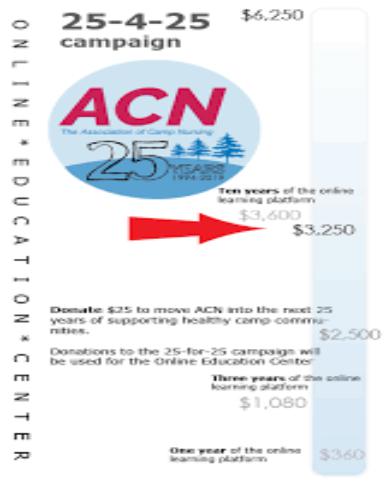 25-4-25
campaign
$6,250
ONLINE*EDUCATION*CENTER
ACN
The Association of Camp Nursing
25
YEARS
1994-2019
Ten years of the online
learning platform
$3,600
$3,250
Donate $25 to move ACN into the next 25
years of supporting healthy camp commu-
nities.
$2,500
Donations to the 25-for-25 campaign will
be used for the Online Education Center
Three years of the online
learning platform
$1,080
One year of the online
learning platform
$360